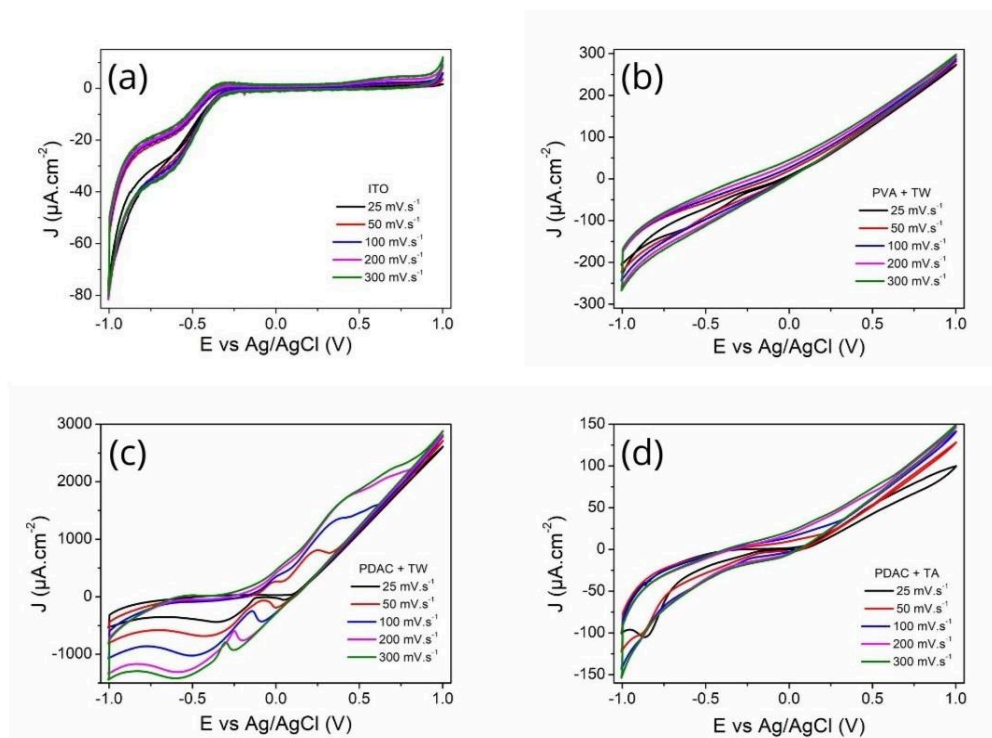 (a)
J (µA.cm⁻²)
0
-20
-40
-60
-80
ITO
25 mV.s⁻¹
50 mV.s⁻¹
100 mV.s⁻¹
200 mV.s⁻¹
300 mV.s⁻¹
-1.0 -0.5 0.0 0.5 1.0
E vs Ag/AgCl (V)
(b)
J (µA.cm⁻²)
300
200
100
0
-100
-200
-300
PVA + TW
25 mV.s⁻¹
50 mV.s⁻¹
100 mV.s⁻¹
200 mV.s⁻¹
300 mV.s⁻¹
-1.0 -0.5 0.0 0.5 1.0
E vs Ag/AgCl (V)
(c)
J (µA.cm⁻²)
3000
2000
1000
0
-1000
PDAC + TW
25 mV.s⁻¹
50 mV.s⁻¹
100 mV.s⁻¹
200 mV.s⁻¹
300 mV.s⁻¹
-1.0 -0.5 0.0 0.5 1.0
E vs Ag/AgCl (V)
(d)
J (µA.cm⁻²)
150
100
50
0
-50
-100
-150
PDAC + TA
25 mV.s⁻¹
50 mV.s⁻¹
100 mV.s⁻¹
200 mV.s⁻¹
300 mV.s⁻¹
-1.0 -0.5 0.0 0.5 1.0
E vs Ag/AgCl (V)